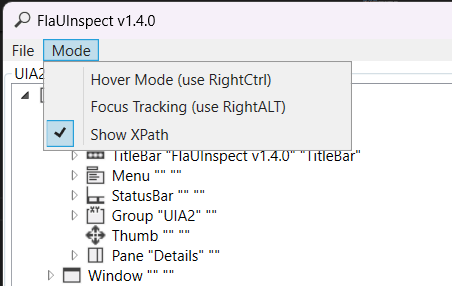 FlaUInspect v1.4.0
File Mode
UIA2
Hover Mode (use RightCtrl)
Focus Tracking (use RightALT)
Show XPath
TitleBar "FlaUInspect v1.4.0" "TitleBar"
Menu "" ""
StatusBar "" ""
Group "UIA2" ""
Thumb "" ""
Pane "Details" ""
Window "" ""